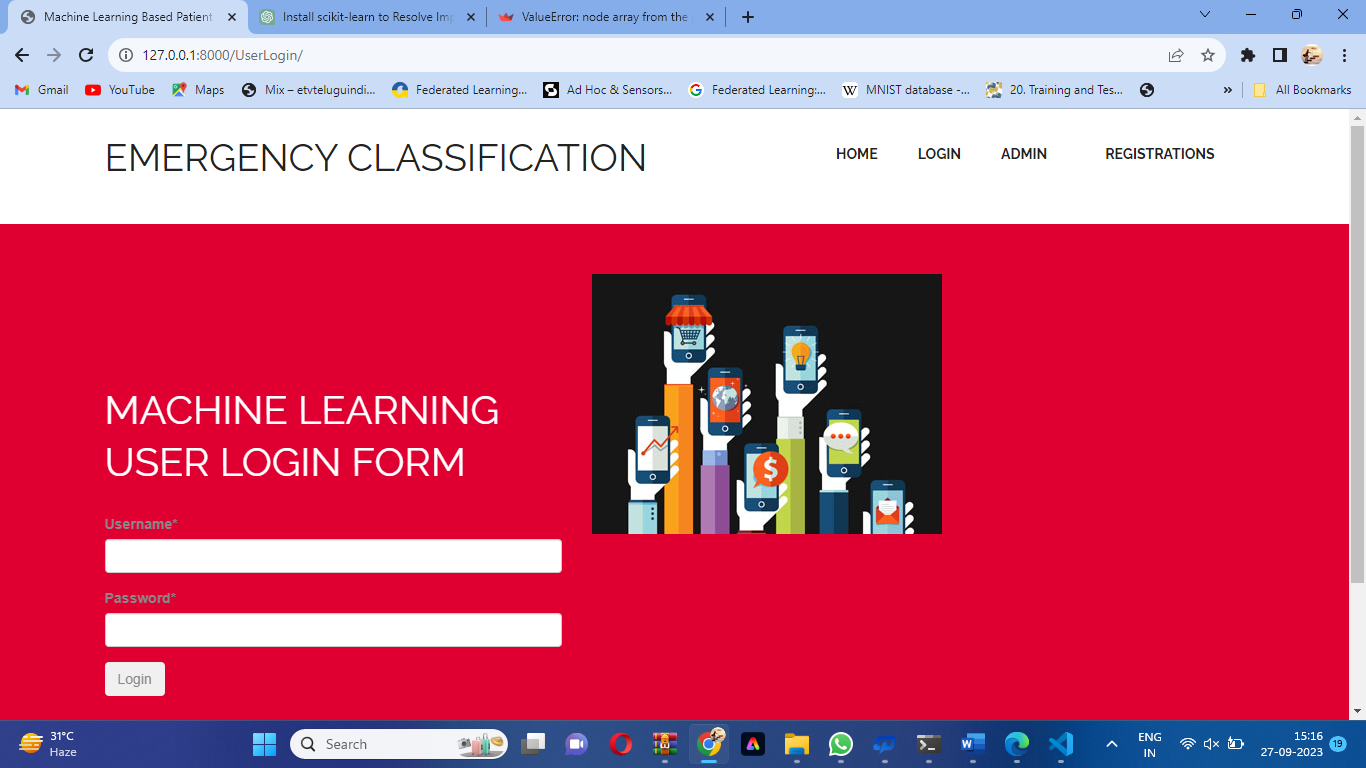 Machine Learning Based Patient
Install scikit-learn to Resolve Imp
ValueError: node array from the
127.0.0.1:8000/UserLogin/
Gmail
YouTube
Maps
Mix – etvteluguindi...
Federated Learning...
Ad Hoc & Sensors...
Federated Learning:...
W
MNIST database -...
20. Training and Tes...
»
All Bookmarks
EMERGENCY CLASSIFICATION
HOME
LOGIN
ADMIN
REGISTRATIONS
$
MACHINE LEARNING
USER LOGIN FORM
Username*
Password*
Login
31°C
Haze
Search
ENG
IN
15:16
27-09-2023
19